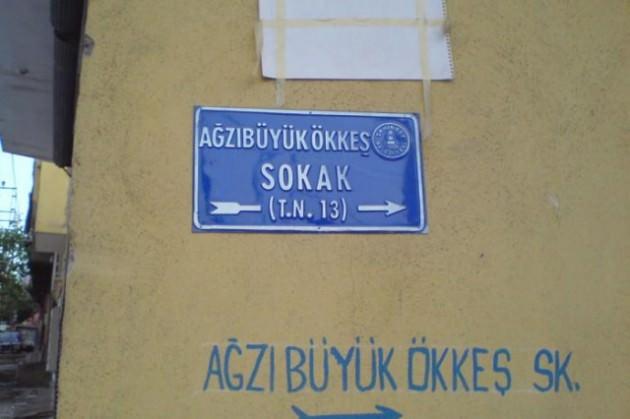 AĞZIBÜYÜKÖKKEŞ
SOKAK
(T.N. 13)
AĞZI BÜYÜK ÖKKEŞ SK.